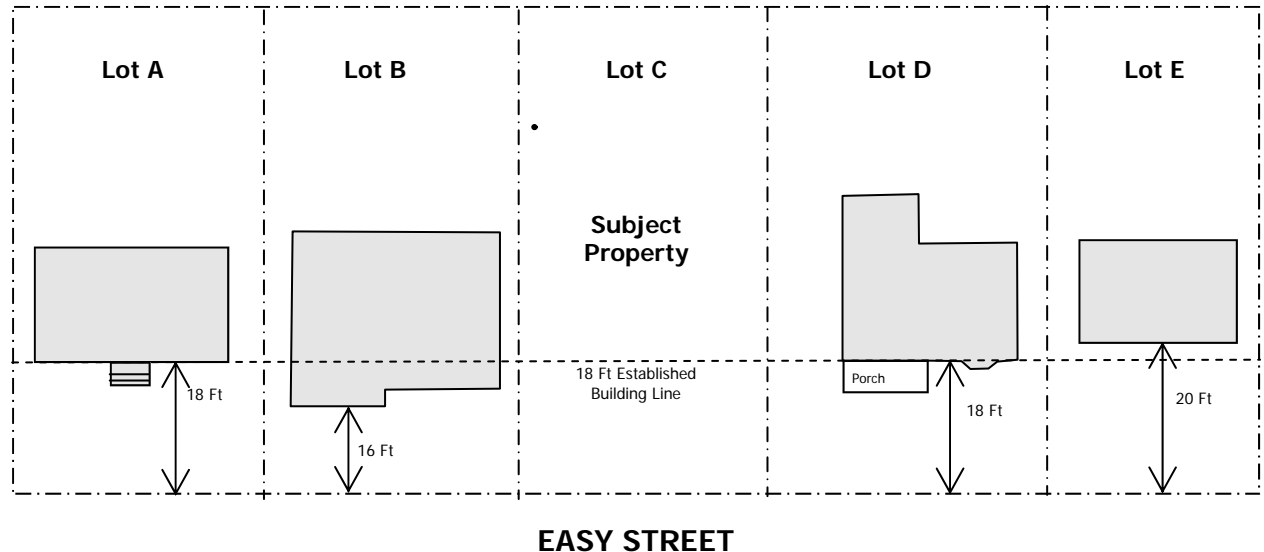 Lot A
Lot B
Lot C
Lot D
Lot E
Subject
Property
18 Ft Established
Building Line
Porch
18 Ft
16 Ft
18 Ft
20 Ft
EASY STREET